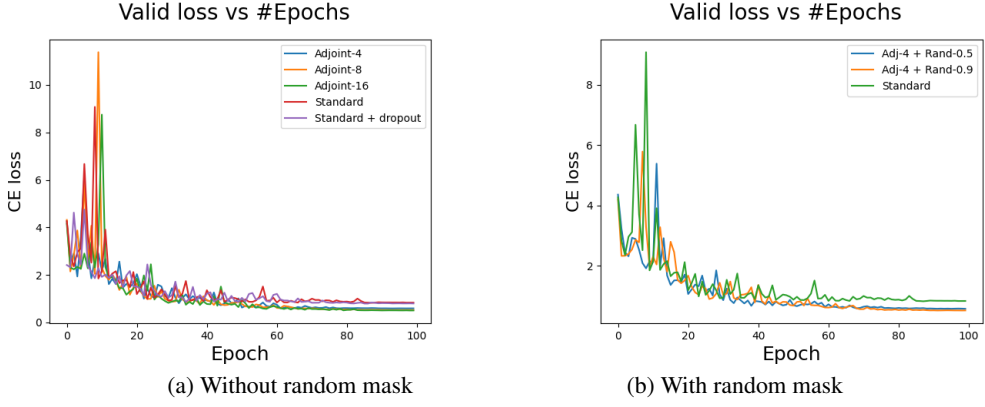 Valid loss vs #Epochs
CE loss
10
8
6
4
2
0
Adjoint-4
Adjoint-8
Adjoint-16
Standard
Standard + dropout
0 20 40 60 80 100
Epoch
(a) Without random mask
Valid loss vs #Epochs
CE loss
8
6
4
2
Adj-4 + Rand-0.5
Adj-4 + Rand-0.9
Standard
0 20 40 60 80 100
Epoch
(b) With random mask